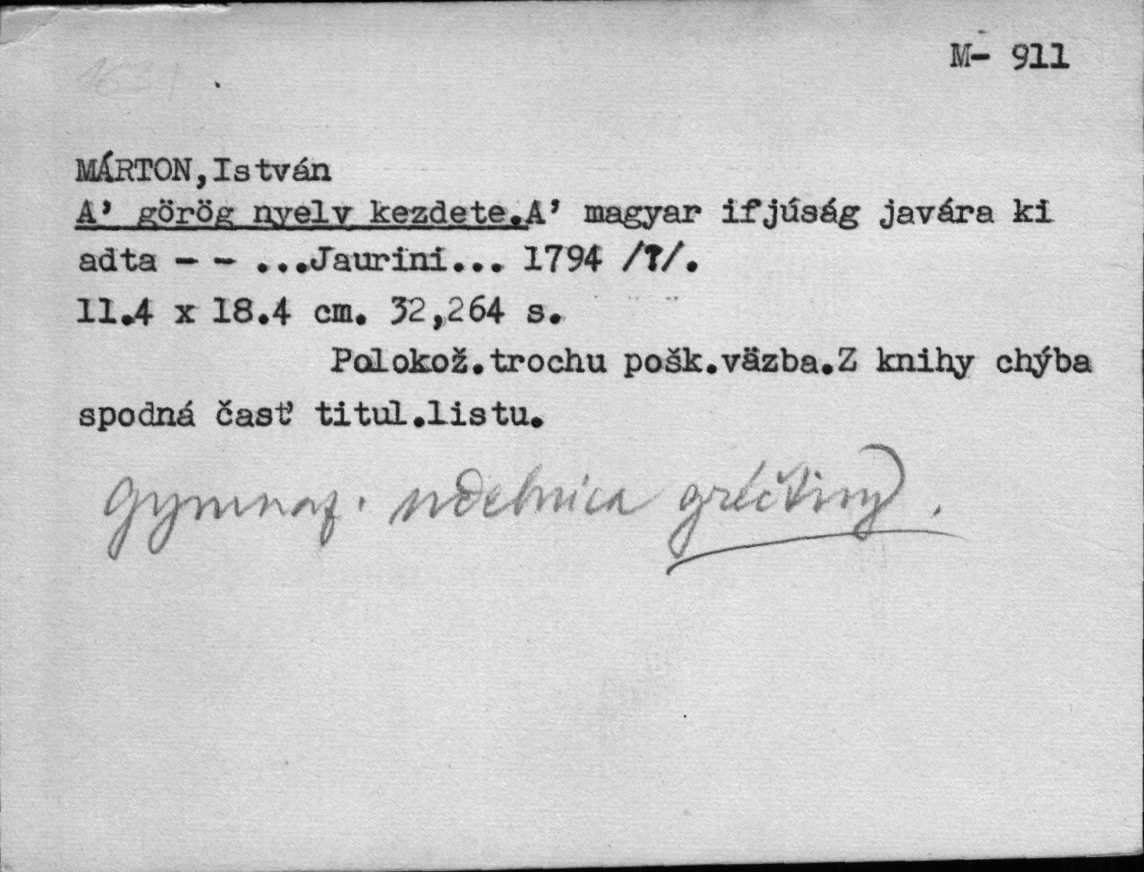 M- 911
MÁRTON,István
A' görög nyelv kezdete.A' magyar ifjúság javára ki
adta - - ...Jaurini... 1794 /?/.
11.4 x 18.4 cm. 32,264 s.
Polokož.trochu pošk.väzba.Z knihy chýba
spodná časť titul.listu.
Gymnaz. učebnica gréčtiny.